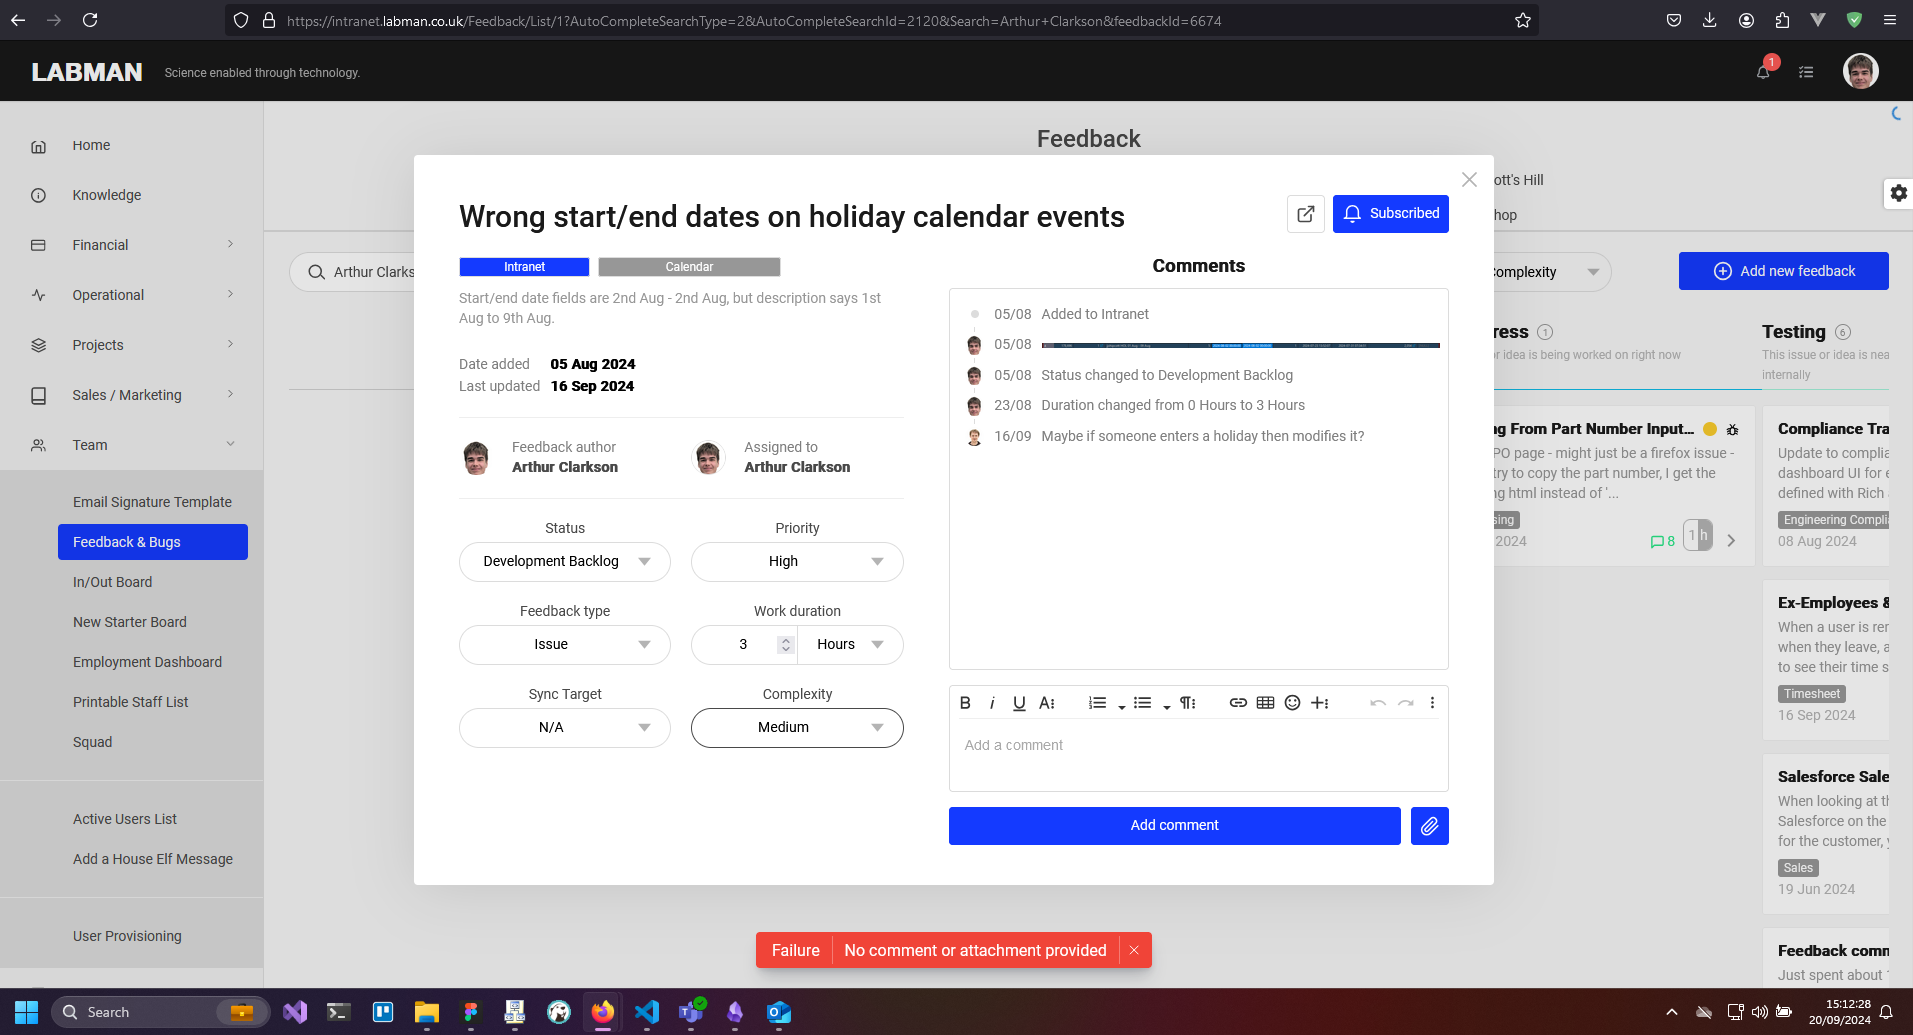 https://intranet.labman.co.uk/Feedback/List/1?AutoCompleteSearchType=2&AutoCompleteSearchId=2120&Search=Arthur+Clarkson&feedbackId=6674
LABMAN
Science enabled through technology.
1
Home
Knowledge
Financial
Operational
Projects
Sales / Marketing
Team
Email Signature Template
Feedback & Bugs
In/Out Board
New Starter Board
Employment Dashboard
Printable Staff List
Squad
Active Users List
Add a House Elf Message
User Provisioning
Feedback
ott's Hill
hop
Arthur Clarks
omplexity
Add new feedback
Wrong start/end dates on holiday calendar events
Subscribed
Intranet
Calendar
Start/end date fields are 2nd Aug - 2nd Aug, but description says 1st
Aug to 9th Aug.
Date added 05 Aug 2024
Last updated 16 Sep 2024
Feedback author
Arthur Clarkson
Assigned to
Arthur Clarkson
Status
Development Backlog
Priority
High
Feedback type
Issue
Work duration
3
Hours
Sync Target
N/A
Complexity
Medium
Comments
05/08 Added to Intranet
05/08
05/08 Status changed to Development Backlog
23/08 Duration changed from 0 Hours to 3 Hours
16/09 Maybe if someone enters a holiday then modifies it?
Add a comment
Add comment
ress 1
or idea is being worked on right now
ng From Part Number Input...
PO page - might just be a firefox issue -
try to copy the part number, I get the
ng html instead of '...
sing
2024
8
1 h
Testing 6
This issue or idea is nea
internally
Compliance Tra
Update to complia
dashboard UI for e
defined with Rich
Engineering Complia
08 Aug 2024
Ex-Employees &
When a user is rem
when they leave, a
to see their time s
Timesheet
16 Sep 2024
Salesforce Sale
When looking at th
Salesforce on the
for the customer, y
Sales
19 Jun 2024
Feedback comm
Just spent about
Failure
No comment or attachment provided
Search
15:12:28
20/09/2024